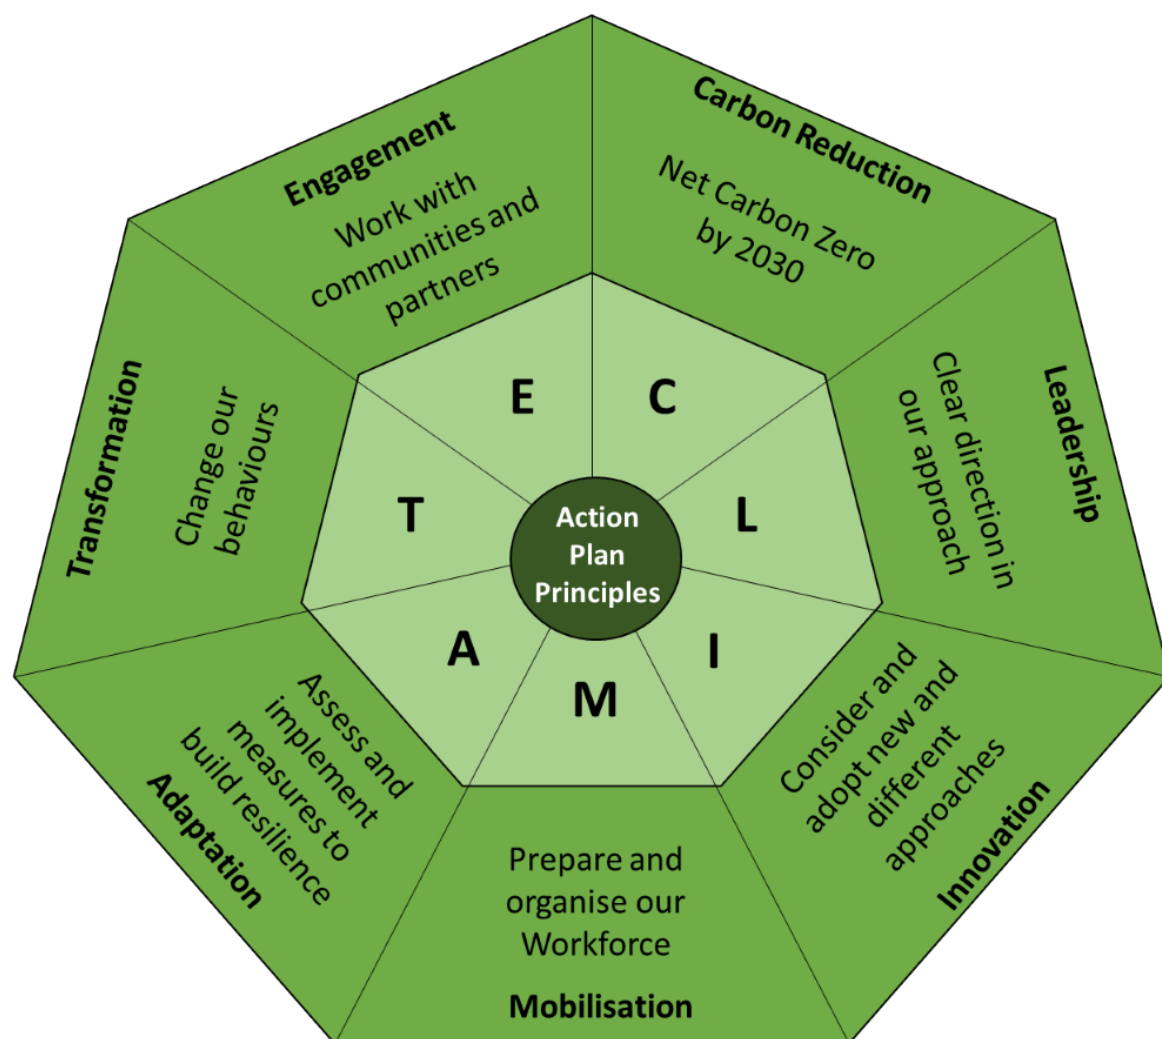 Carbon Reduction
Net Carbon Zero
by 2030
Leadership
Clear direction in
our approach
Consider and
adopt new and
different
approaches
Innovation
Prepare and
organise our
Workforce
Mobilisation
Assess and
implement
measures to
build resilience
Adaptation
Transformation
Change our
behaviours
Engagement
Work with
communities and
partners
C
L
I
M
A
T
E
Action
Plan
Principles